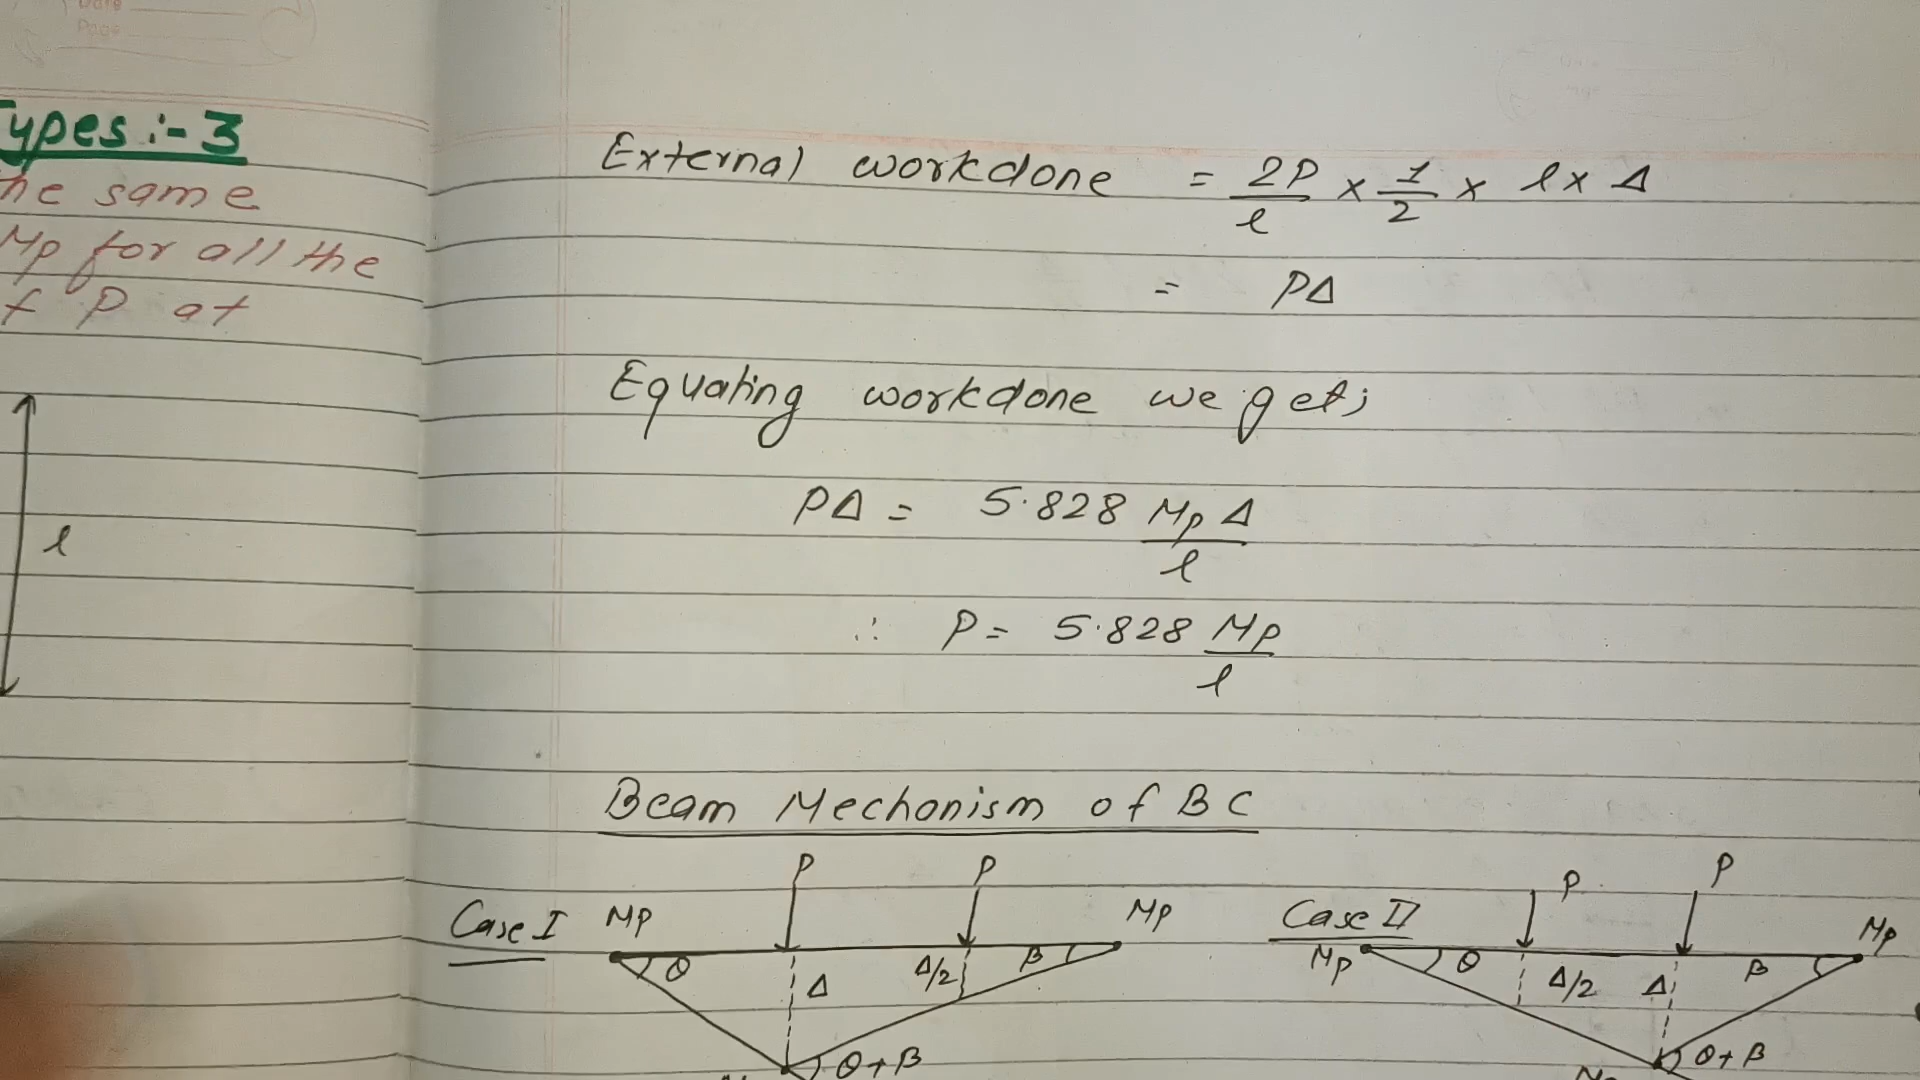 Types :- 3
he same
Mp for all the
f P at
l
External workdone = 2P/l × 1/2 × l × Δ
= PΔ
Equating workdone we get;
PΔ = 5.828 MpΔ/l
∴ P = 5.828 Mp/l
Beam Mechanism of BC
Case I Mp P P Mp
θ Δ Δ/2 β
θ+β
Case II Mp P P Mp
θ Δ/2 Δ β
θ+β